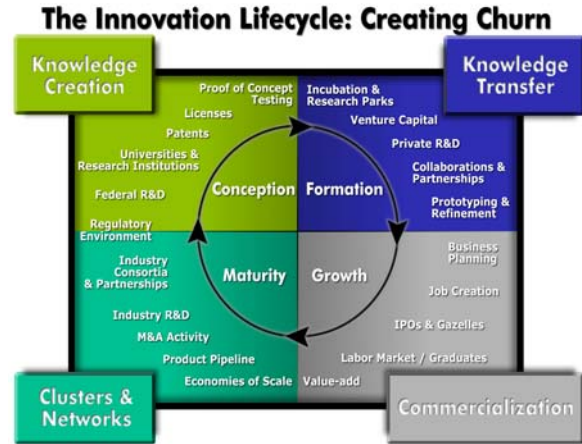 The Innovation Lifecycle: Creating Churn
Knowledge
Creation
Knowledge
Transfer
Proof of Concept
Testing
Licenses
Patents
Universities &
Research Institutions
Federal R&D
Regulatory
Environment
Conception
Incubation &
Research Parks
Venture Capital
Private R&D
Collaborations &
Partnerships
Prototyping &
Refinement
Formation
Industry
Consortia
& Partnerships
Industry R&D
M&A Activity
Product Pipeline
Economies of Scale
Maturity
Growth
Business
Planning
Job Creation
IPOs & Gazelles
Labor Market / Graduates
Value-add
Clusters &
Networks
Commercialization